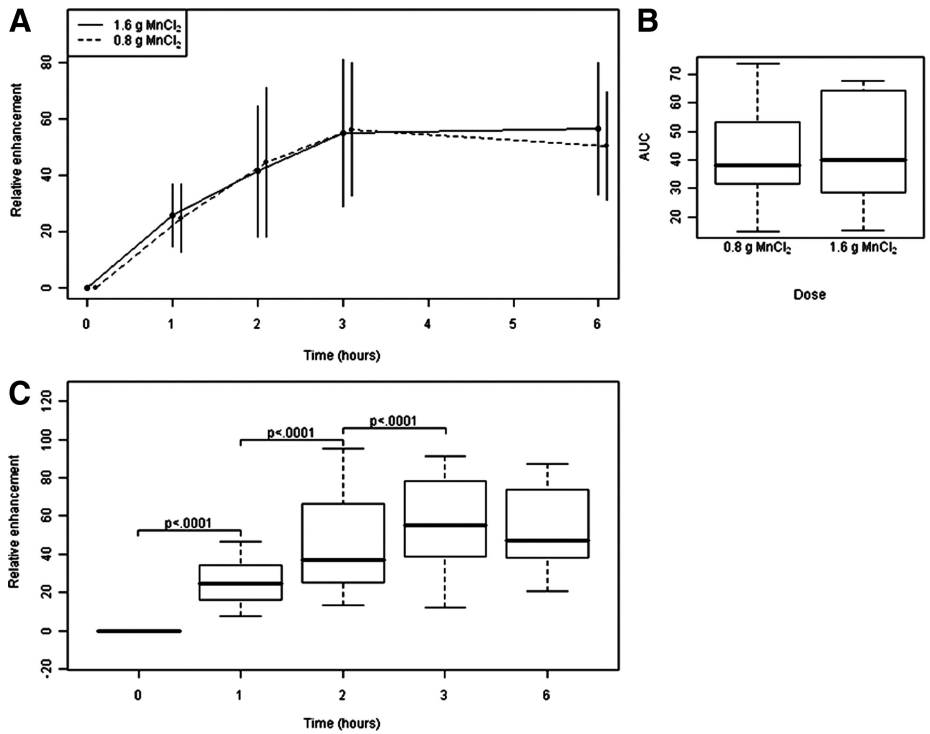 A
1.6 g MnCl₂
0.8 g MnCl₂
Relative enhancement
80
60
40
20
0
0 1 2 3 4 5 6
Time (hours)
B
AUC
70
60
50
40
30
20
0.8 g MnCl₂ 1.6 g MnCl₂
Dose
C
Relative enhancement
120
100
80
60
40
20
0
-20
p<.0001
p<.0001
p<.0001
0 1 2 3 6
Time (hours)